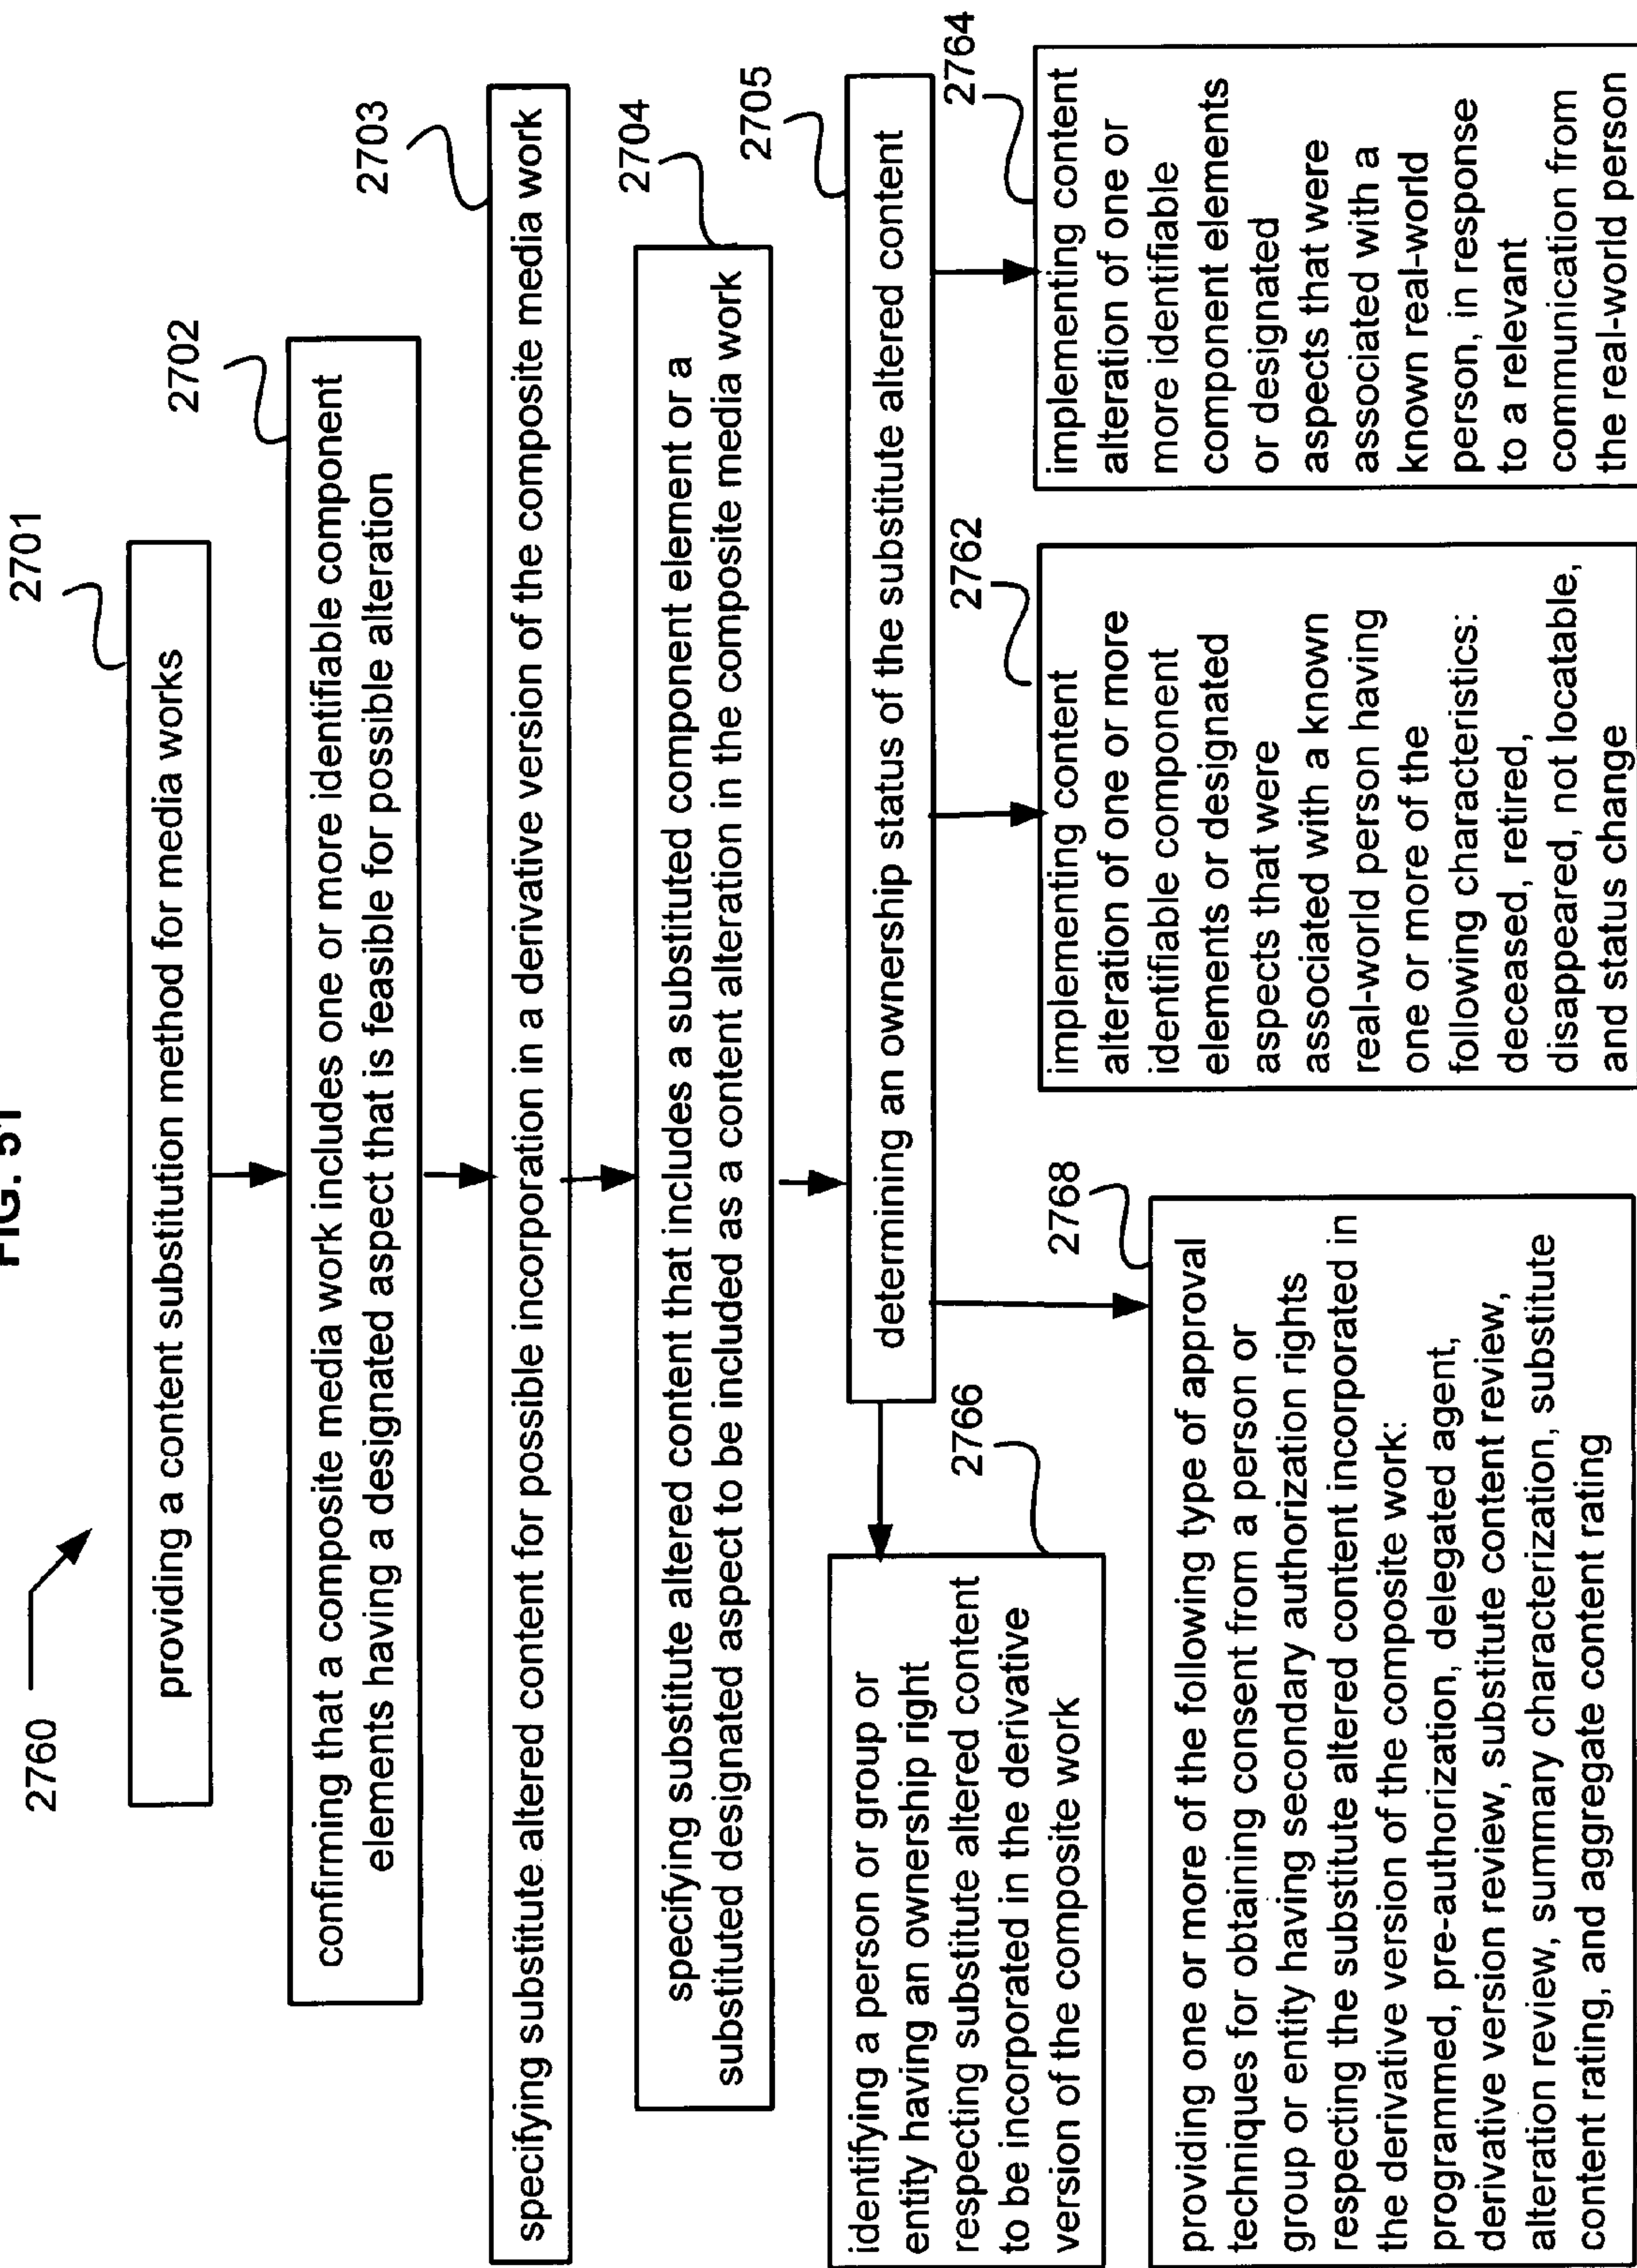 FIG. 51
2760
2701
providing a content substitution method for media works
2702
confirming that a composite media work includes one or more identifiable component
elements having a designated aspect that is feasible for possible alteration
2703
specifying substitute altered content for possible incorporation in a derivative version of the composite media work
2704
specifying substitute altered content that includes a substituted component element or a
substituted designated aspect to be included as a content alteration in the composite media work
2705
determining an ownership status of the substitute altered content
2766
identifying a person or group or
entity having an ownership right
respecting substitute altered content
to be incorporated in the derivative
version of the composite work
2768
providing one or more of the following type of approval
techniques for obtaining consent from a person or
group or entity having secondary authorization rights
respecting the substitute altered content incorporated in
the derivative version of the composite work:
programmed, pre-authorization, delegated agent,
derivative version review, substitute content review,
alteration review, summary characterization, substitute
content rating, and aggregate content rating
2762
implementing content
alteration of one or more
identifiable component
elements or designated
aspects that were
associated with a known
real-world person having
one or more of the
following characteristics:
deceased, retired,
disappeared, not locatable,
and status change
2764
implementing content
alteration of one or
more identifiable
component elements
or designated
aspects that were
associated with a
known real-world
person, in response
to a relevant
communication from
the real-world person